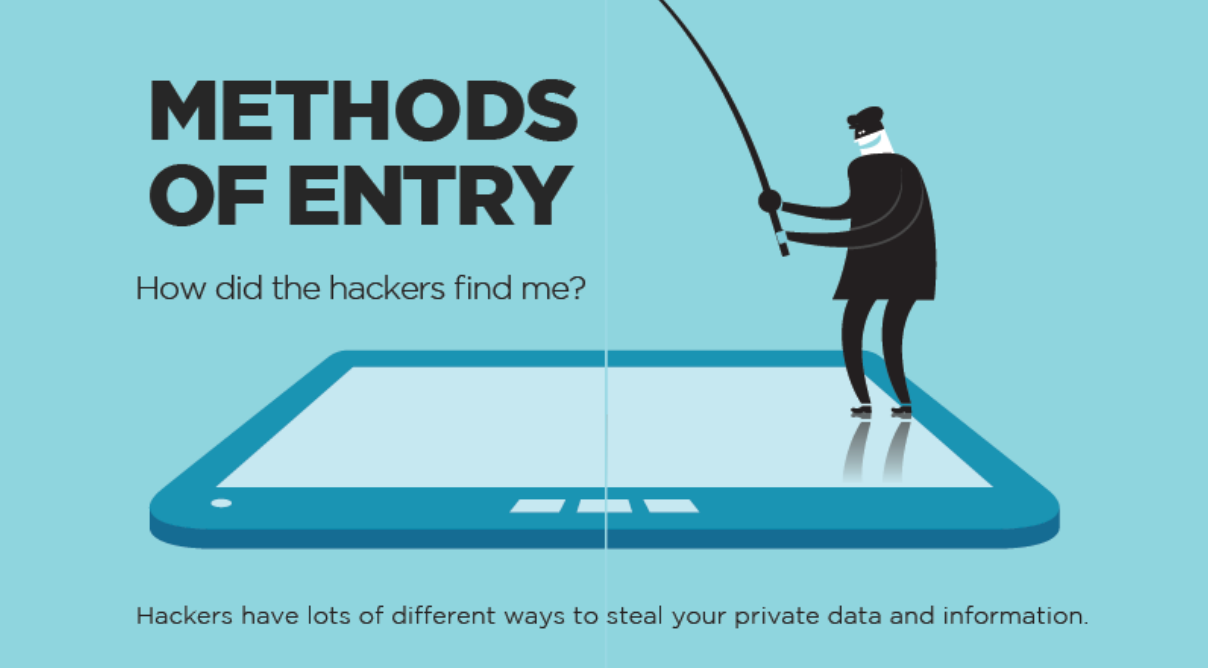 METHODS
OF ENTRY
How did the hackers find me?
Hackers have lots of different ways to steal your private data and information.